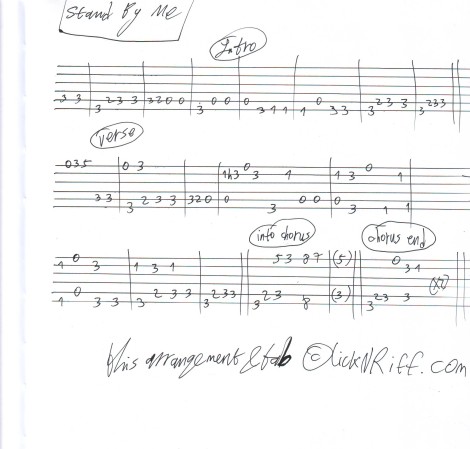 Stand By Me
Intro
2 3 3 2 3 3 3 2 0 0 3 0 0 0 3 1 1 1 0 3 3 3 2 3 3 3 2 3 3
Verse
0 3 5 0 3 1h3 0 3 1 1 3 0 1
3 3 3 2 3 3 3 2 0 0 3 0 0 0 3 1 1
into chorus chorus end
1 0 3 1 3 1 5 3 8 7 (5) 0 3 1
1 0 3 3 3 2 3 3 3 2 3 3 3 2 3 8 (3) 3 2 3 3 (x2)
this arrangement & tab © LickNRiff.com